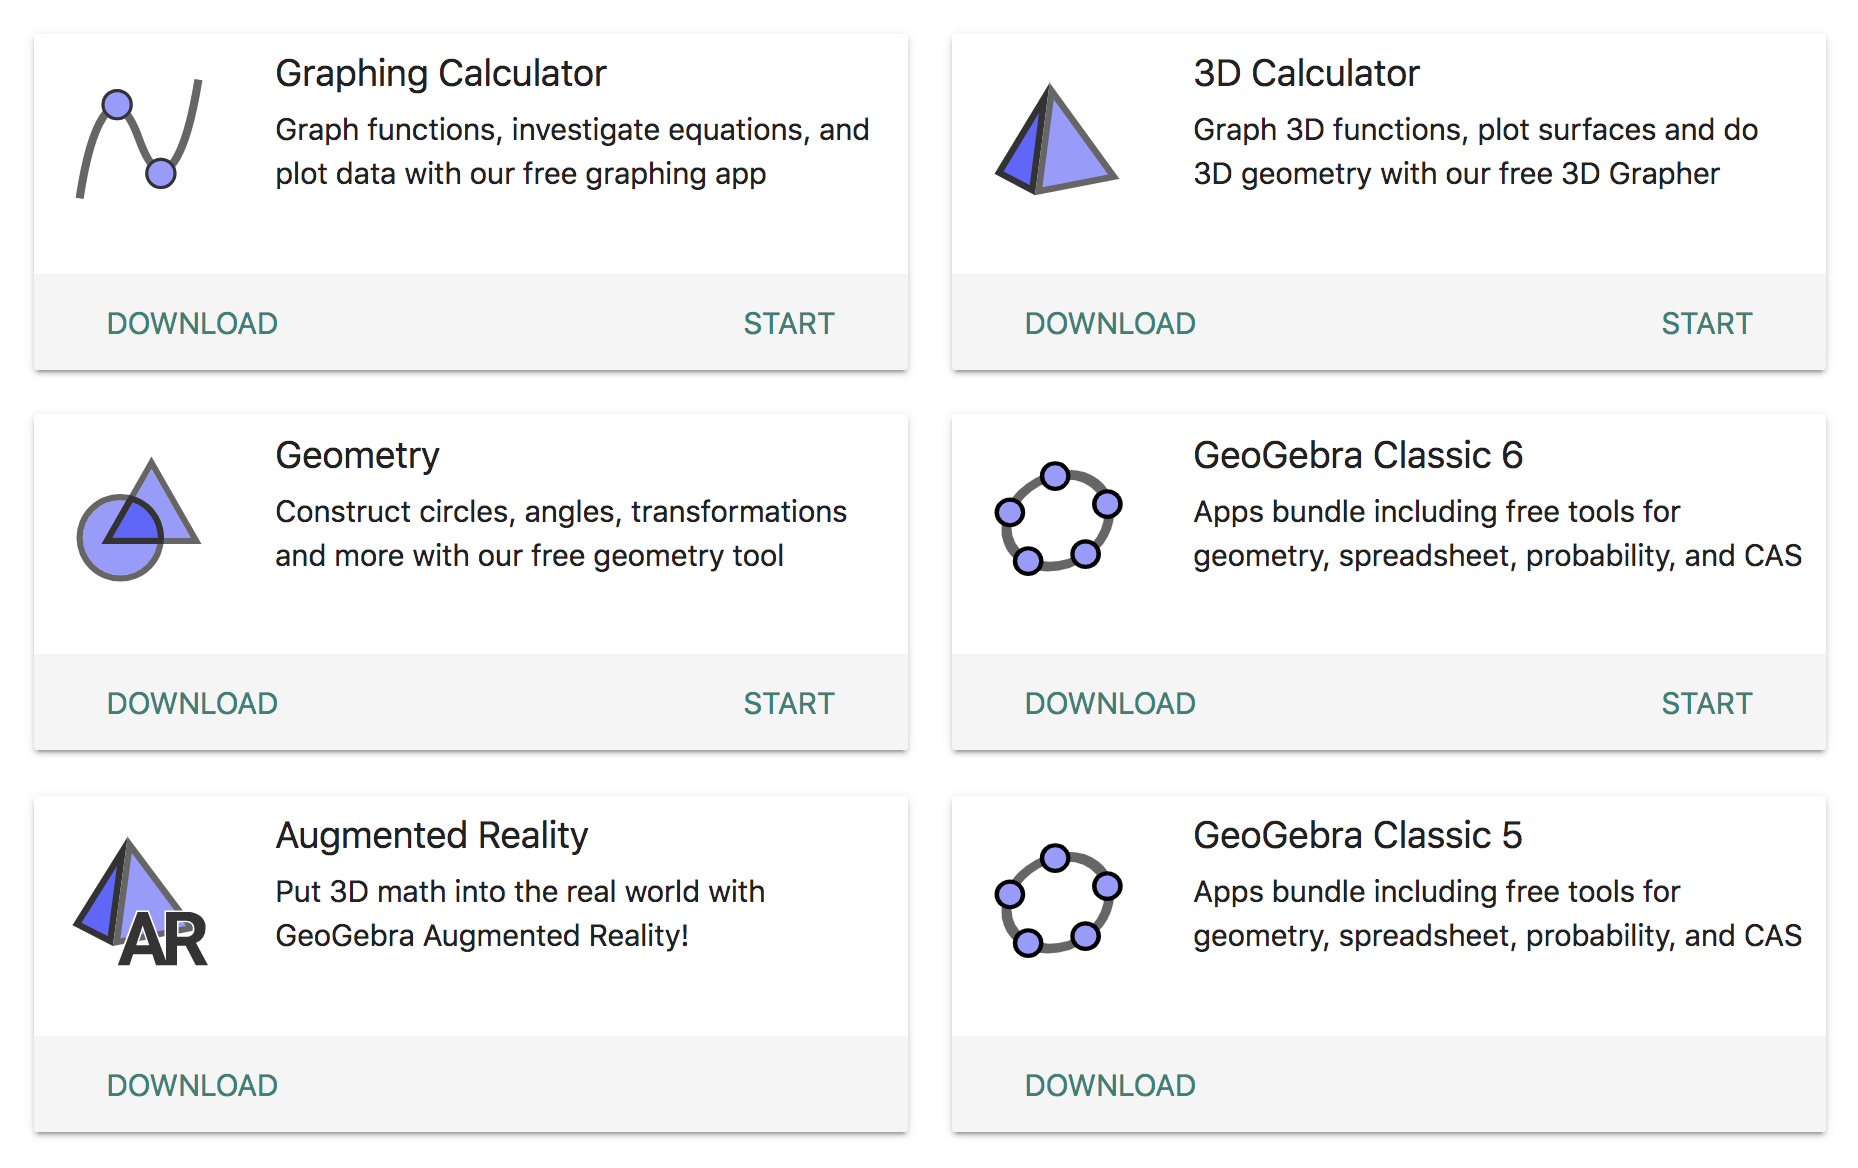 Graphing Calculator
Graph functions, investigate equations, and
plot data with our free graphing app
DOWNLOAD
START
3D Calculator
Graph 3D functions, plot surfaces and do
3D geometry with our free 3D Grapher
DOWNLOAD
START
Geometry
Construct circles, angles, transformations
and more with our free geometry tool
DOWNLOAD
START
GeoGebra Classic 6
Apps bundle including free tools for
geometry, spreadsheet, probability, and CAS
DOWNLOAD
START
AR
Augmented Reality
Put 3D math into the real world with
GeoGebra Augmented Reality!
DOWNLOAD
GeoGebra Classic 5
Apps bundle including free tools for
geometry, spreadsheet, probability, and CAS
DOWNLOAD